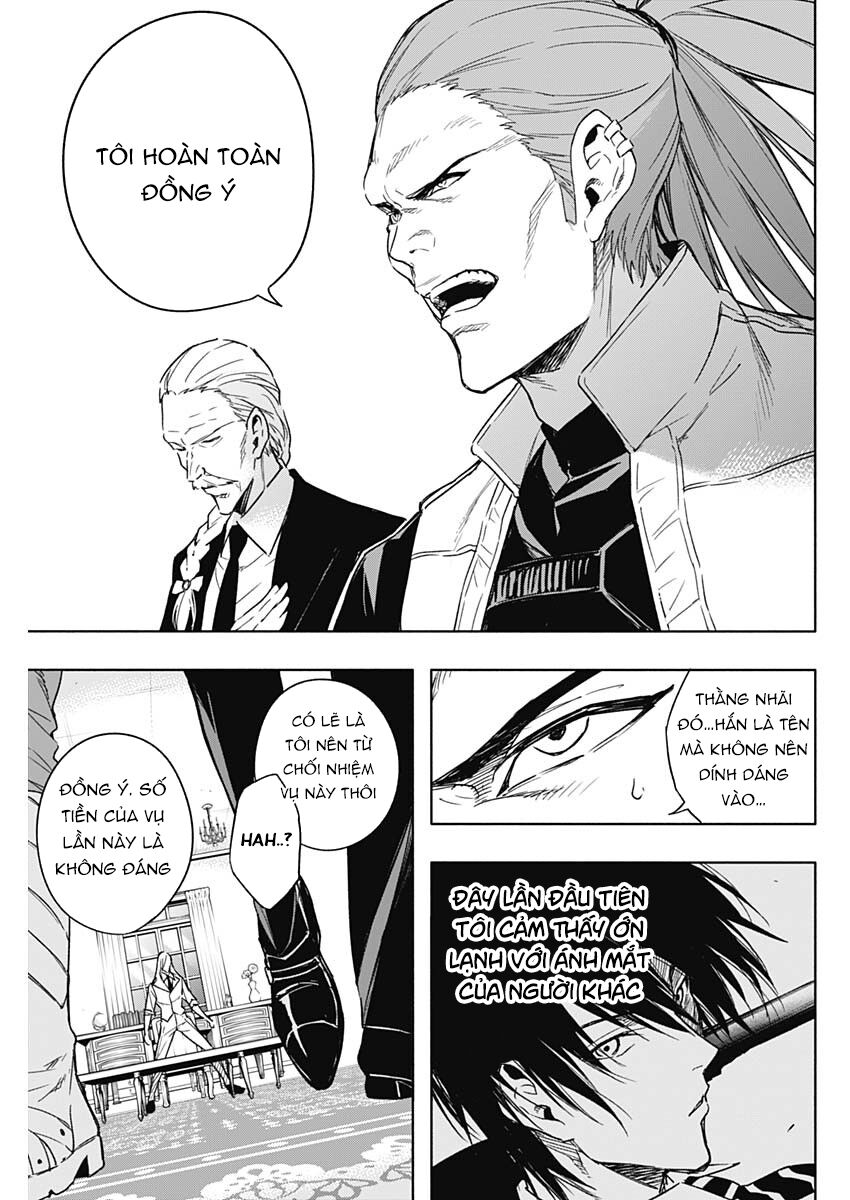 TÔI HOÀN TOÀN
ĐỒNG Ý
THẰNG NHÃI
ĐÓ...HẮN LÀ TÊN
MÀ KHÔNG NÊN
DÍNH DÁNG
VÀO...
ĐÂY LẦN ĐẦU TIÊN
TÔI CẢM THẤY ỚN
LẠNH VỚI ÁNH MẮT
CỦA NGƯỜI KHÁC
CÓ LẼ LÀ
TÔI NÊN TỪ
CHỐI NHIỆM
VỤ NÀY THÔI
HAH..?
ĐỒNG Ý. SỐ
TIỀN CỦA VỤ
LẦN NÀY LÀ
KHÔNG ĐÁNG